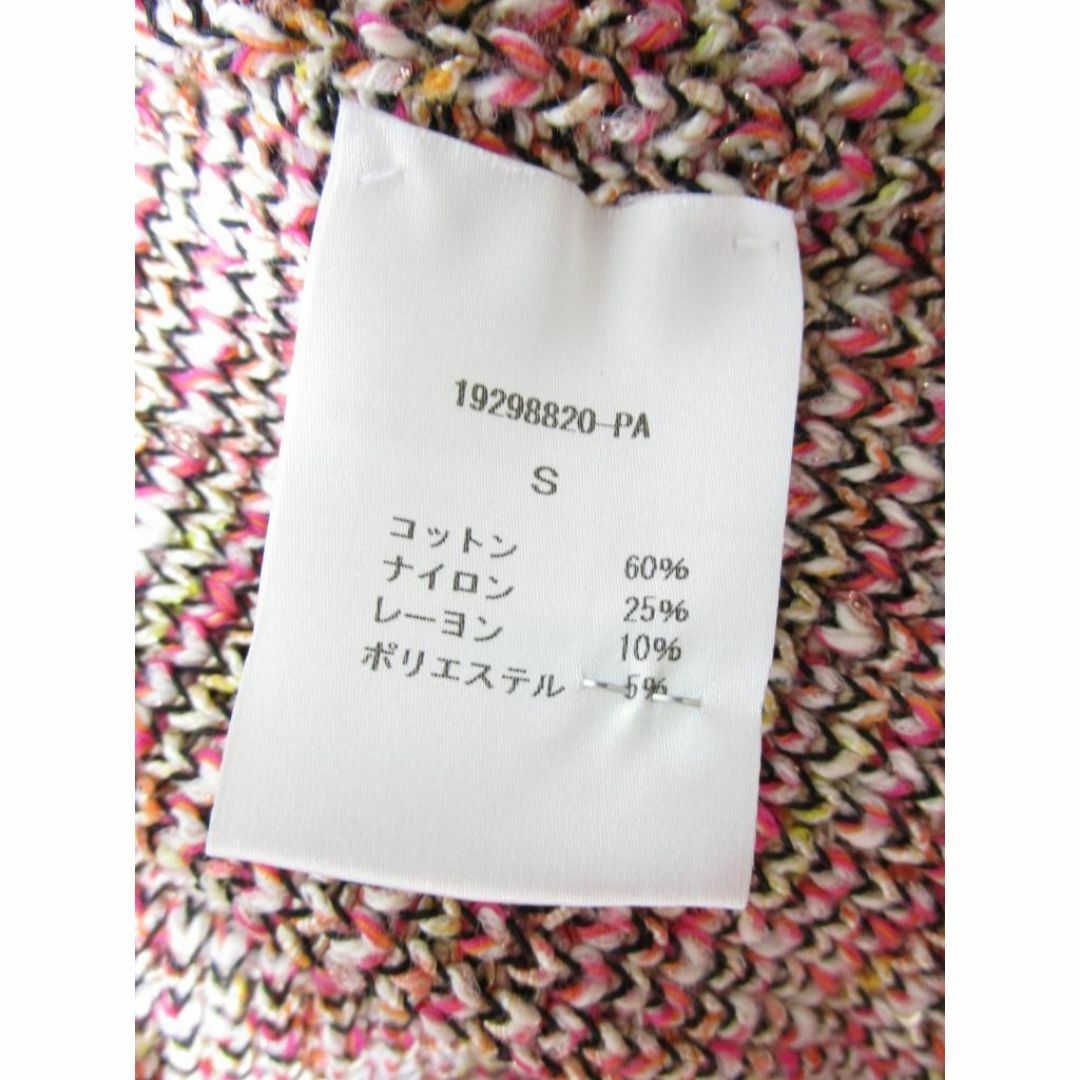 19298820-PA
S
コットン 60%
ナイロン 25%
レーヨン 10%
ポリエステル 5%